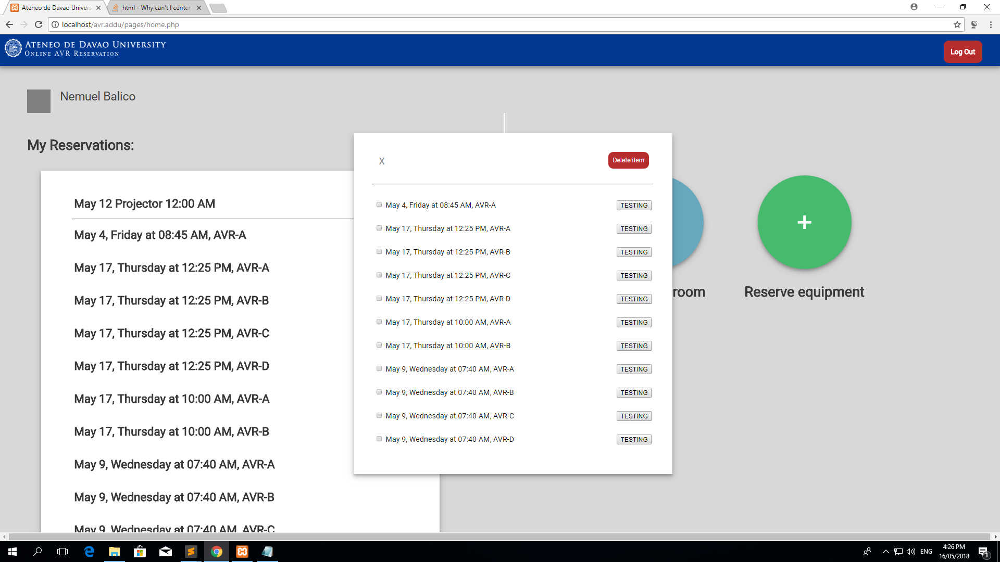 Ateneo de Davao Univers
html - Why can't I center
localhost/avr.addu/pages/home.php
ATENEO DE DAVAO UNIVERSITY
ONLINE AVR RESERVATION
Log Out
Nemuel Balico
My Reservations:
May 12 Projector 12:00 AM
May 4, Friday at 08:45 AM, AVR-A
May 17, Thursday at 12:25 PM, AVR-A
May 17, Thursday at 12:25 PM, AVR-B
May 17, Thursday at 12:25 PM, AVR-C
May 17, Thursday at 12:25 PM, AVR-D
May 17, Thursday at 10:00 AM, AVR-A
May 17, Thursday at 10:00 AM, AVR-B
May 9, Wednesday at 07:40 AM, AVR-A
May 9, Wednesday at 07:40 AM, AVR-B
May 9, Wednesday at 07:40 AM, AVR-C
X
Delete item
May 4, Friday at 08:45 AM, AVR-A TESTING
May 17, Thursday at 12:25 PM, AVR-A TESTING
May 17, Thursday at 12:25 PM, AVR-B TESTING
May 17, Thursday at 12:25 PM, AVR-C TESTING
May 17, Thursday at 12:25 PM, AVR-D TESTING
May 17, Thursday at 10:00 AM, AVR-A TESTING
May 17, Thursday at 10:00 AM, AVR-B TESTING
May 9, Wednesday at 07:40 AM, AVR-A TESTING
May 9, Wednesday at 07:40 AM, AVR-B TESTING
May 9, Wednesday at 07:40 AM, AVR-C TESTING
May 9, Wednesday at 07:40 AM, AVR-D TESTING
room
+
Reserve equipment
ENG
4:26 PM
16/05/2018
1